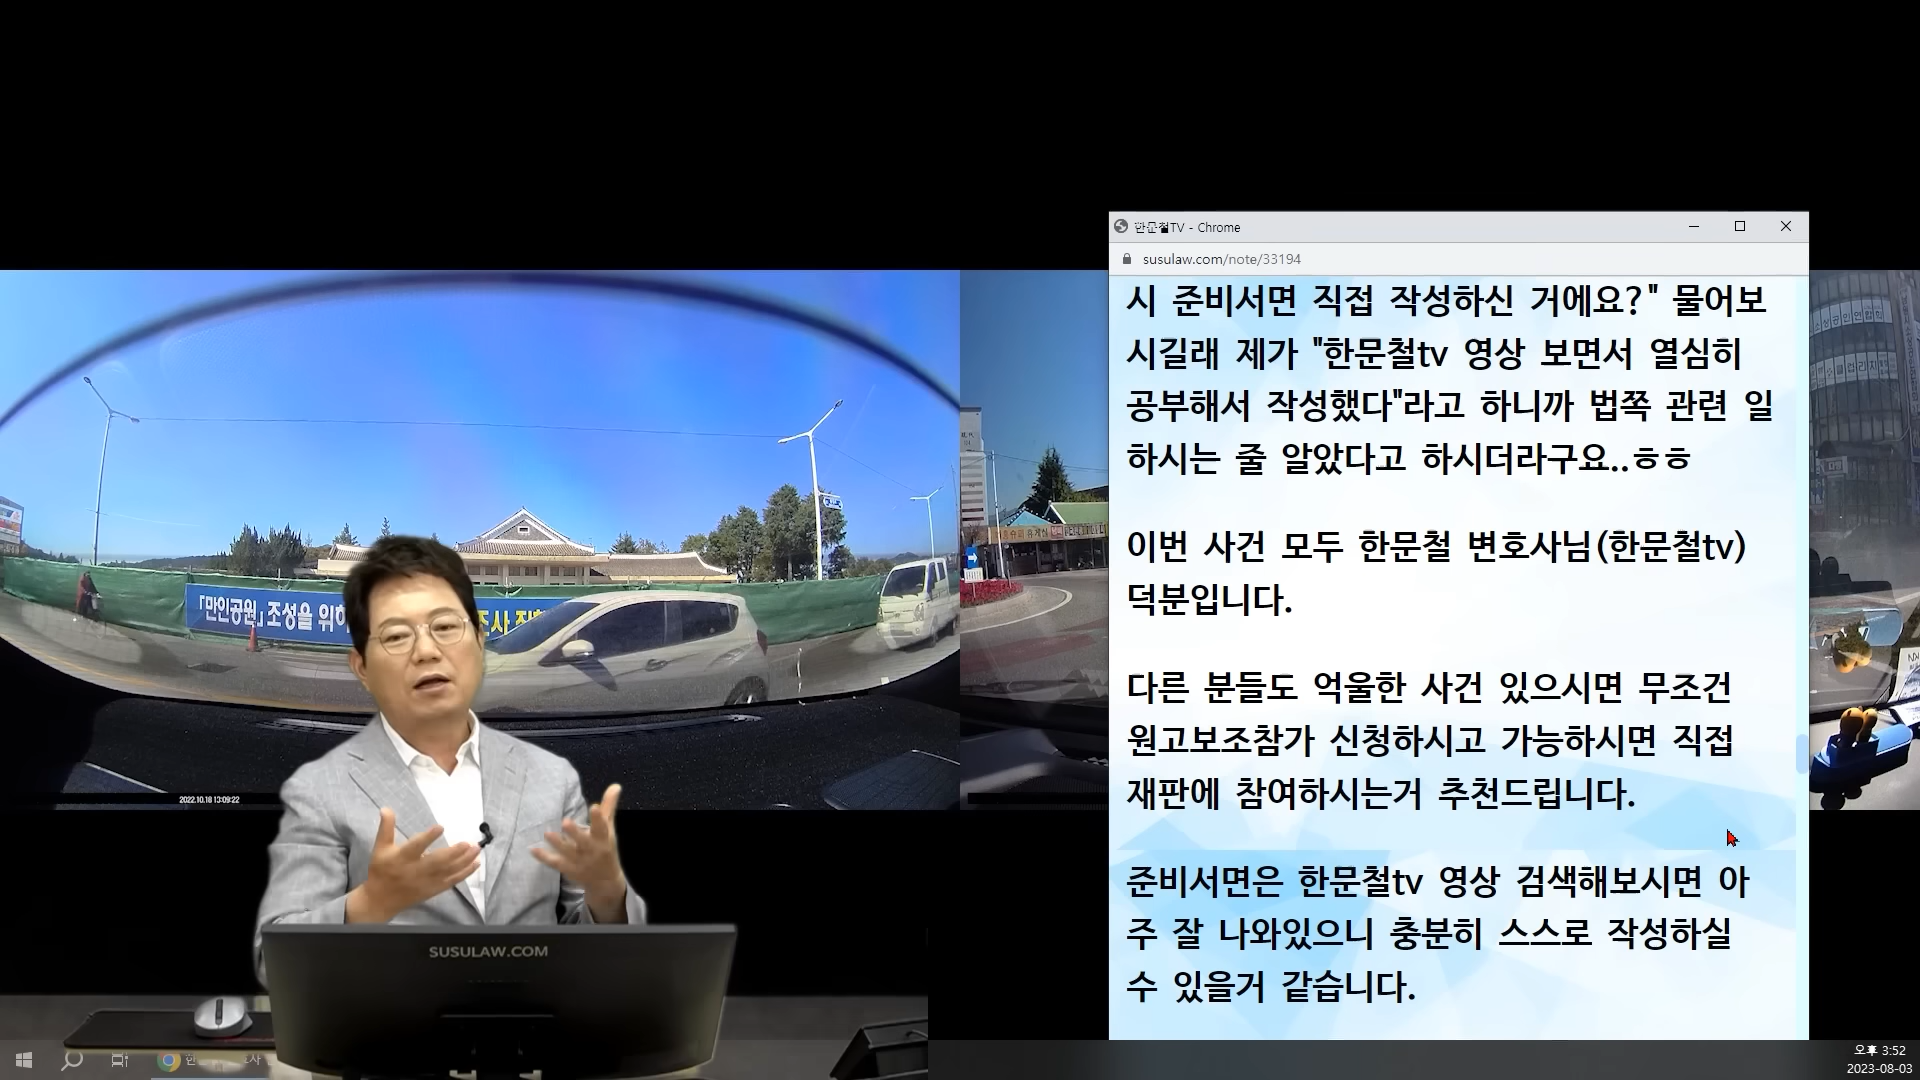 한문철TV - Chrome
susulaw.com/note/33194
시 준비서면 직접 작성하신 거에요?" 물어보
시길래 제가 "한문철tv 영상 보면서 열심히
공부해서 작성했다"라고 하니까 법쪽 관련 일
하시는 줄 알았다고 하시더라구요..ㅎㅎ
이번 사건 모두 한문철 변호사님(한문철tv)
덕분입니다.
다른 분들도 억울한 사건 있으시면 무조건
원고보조참가 신청하시고 가능하시면 직접
재판에 참여하시는거 추천드립니다.
준비서면은 한문철tv 영상 검색해보시면 아
주 잘 나와있으니 충분히 스스로 작성하실
수 있을거 같습니다.
「만인공원」 조성을 위하
2022.10.18 13:09:22
SUSULAW.COM
오후 3:52
2023-08-03